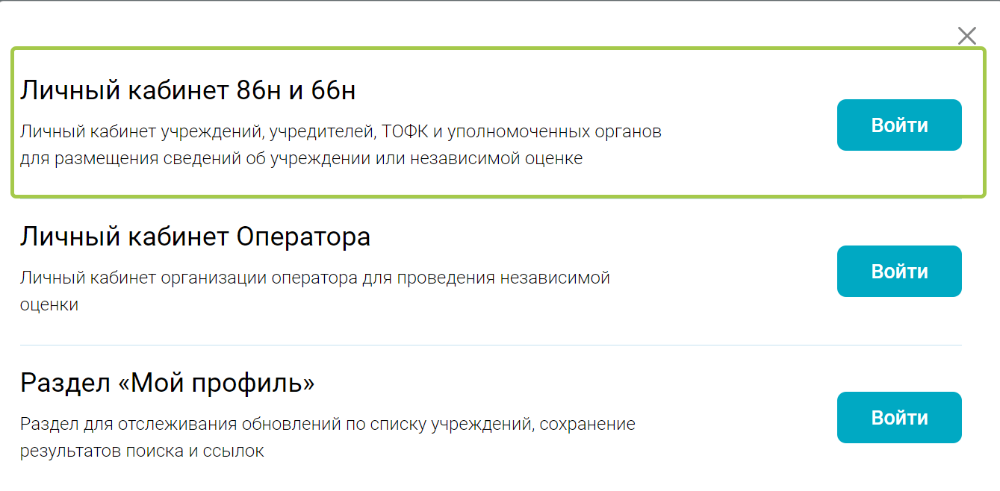 Личный кабинет 86н и 66н
Личный кабинет учреждений, учредителей, ТОФК и уполномоченных органов
для размещения сведений об учреждении или независимой оценке
Войти
Личный кабинет Оператора
Личный кабинет организации оператора для проведения независимой
оценки
Войти
Раздел «Мой профиль»
Раздел для отслеживания обновлений по списку учреждений, сохранение
результатов поиска и ссылок
Войти